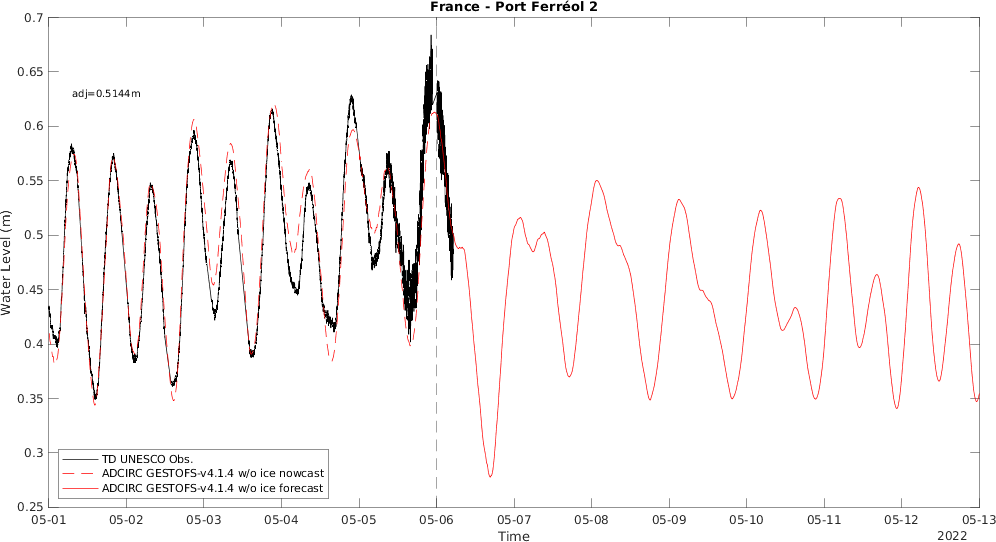 France - Port Ferréol 2
0.7
0.65
0.6
0.55
0.5
0.45
0.4
0.35
0.3
0.25
Water Level (m)
adj=0.5144m
TD UNESCO Obs.
ADCIRC GESTOFS-v4.1.4 w/o ice nowcast
ADCIRC GESTOFS-v4.1.4 w/o ice forecast
05-01 05-02 05-03 05-04 05-05 05-06 05-07 05-08 05-09 05-10 05-11 05-12 05-13
Time
2022